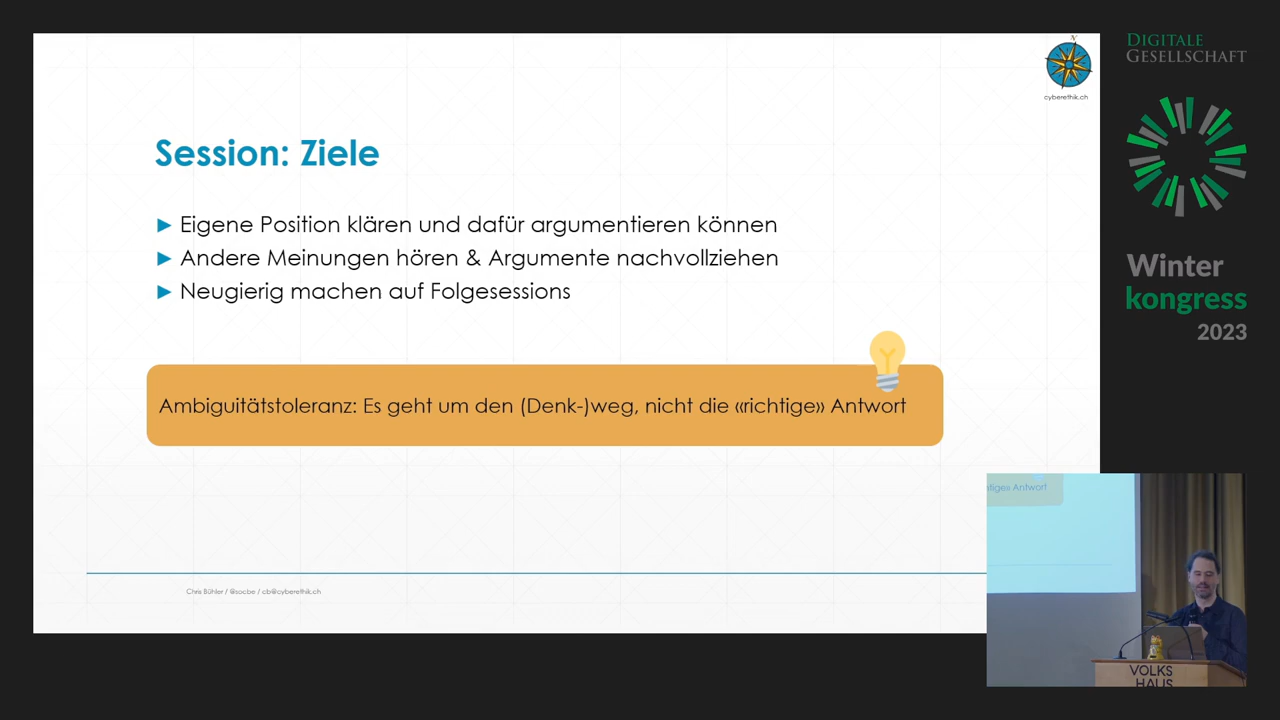 N
cyberethik.ch
Session: Ziele
► Eigene Position klären und dafür argumentieren können
► Andere Meinungen hören & Argumente nachvollziehen
► Neugierig machen auf Folgesessions
Ambiguitätstoleranz: Es geht um den (Denk-)weg, nicht die «richtige» Antwort
Chris Bühler / @socbe / cb@cyberethik.ch
DIGITALE
GESELLSCHAFT
Winter
kongress
2023
htige» Antwort
VOLKS
HAUS